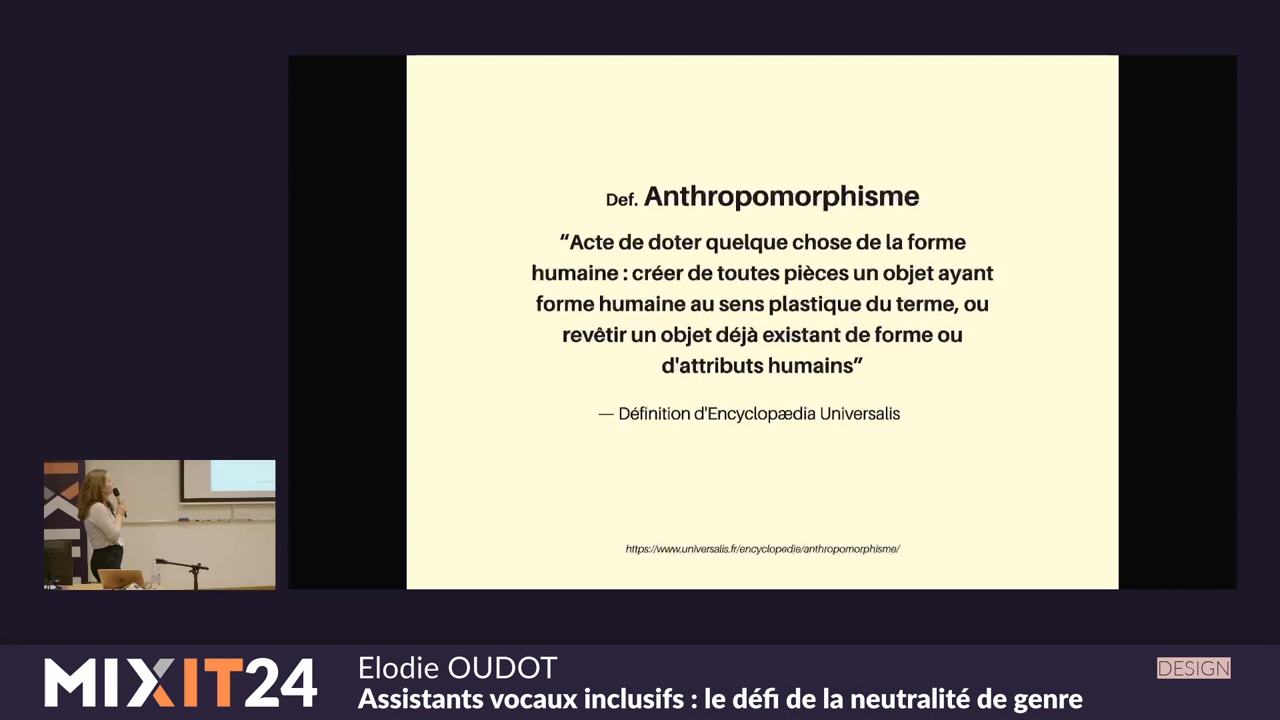 Def. Anthropomorphisme
“Acte de doter quelque chose de la forme
humaine : créer de toutes pièces un objet ayant
forme humaine au sens plastique du terme, ou
revêtir un objet déjà existant de forme ou
d'attributs humains”
— Définition d'Encyclopædia Universalis
https://www.universalis.fr/encyclopedie/anthropomorphisme/
MIXIT24
Elodie OUDOT
Assistants vocaux inclusifs : le défi de la neutralité de genre
DESIGN